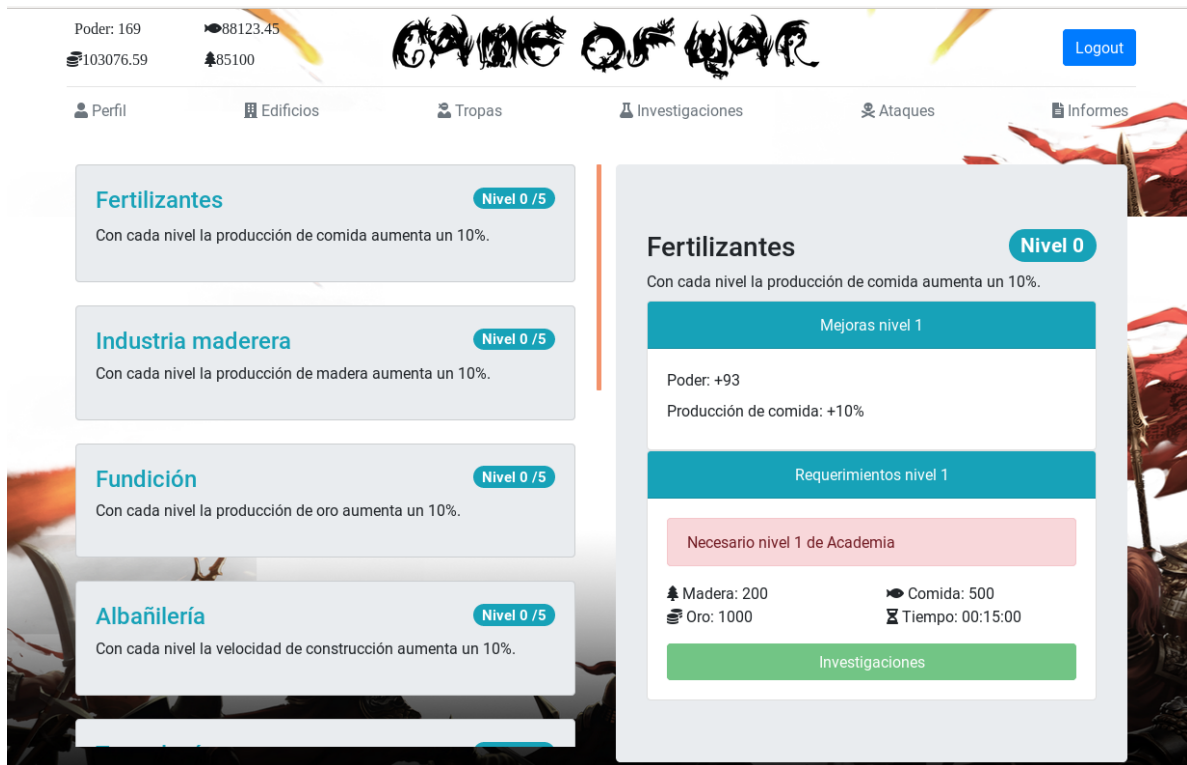 Poder: 169
88123.45
103076.59
85100
GAME OF WAR
Logout
Perfil
Edificios
Tropas
Investigaciones
Ataques
Informes
Fertilizantes
Nivel 0 /5
Con cada nivel la producción de comida aumenta un 10%.
Industria maderera
Nivel 0 /5
Con cada nivel la producción de madera aumenta un 10%.
Fundición
Nivel 0 /5
Con cada nivel la producción de oro aumenta un 10%.
Albañilería
Nivel 0 /5
Con cada nivel la velocidad de construcción aumenta un 10%.
Fertilizantes
Nivel 0
Con cada nivel la producción de comida aumenta un 10%.
Mejoras nivel 1
Poder: +93
Producción de comida: +10%
Requerimientos nivel 1
Necesario nivel 1 de Academia
Madera: 200
Comida: 500
Oro: 1000
Tiempo: 00:15:00
Investigaciones